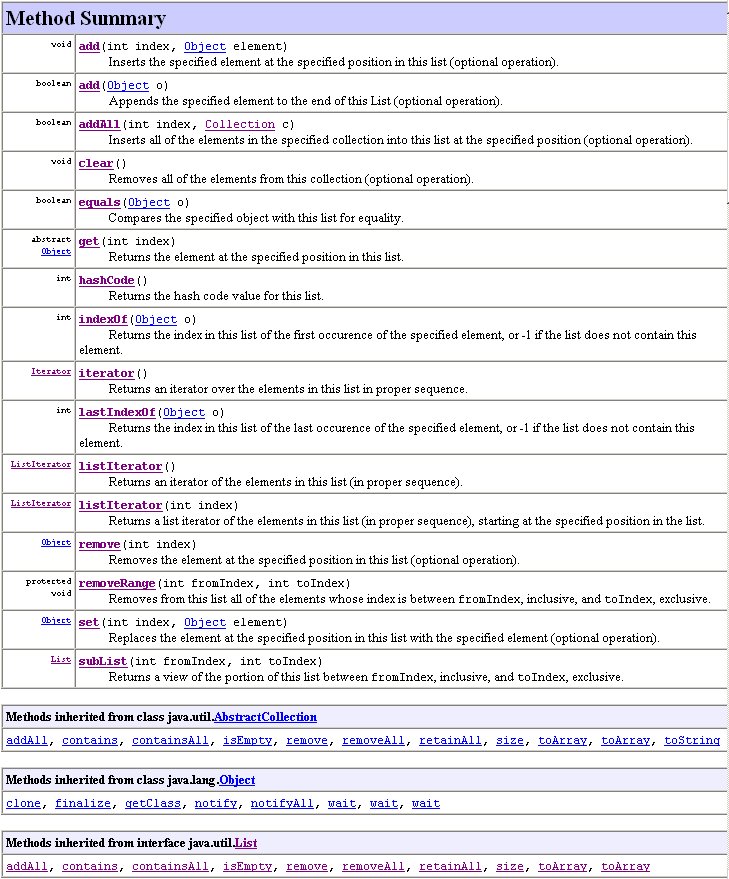 Method Summary
void add(int index, Object element)
Inserts the specified element at the specified position in this list (optional operation).
boolean add(Object o)
Appends the specified element to the end of this List (optional operation).
boolean addAll(int index, Collection c)
Inserts all of the elements in the specified collection into this list at the specified position (optional operation).
void clear()
Removes all of the elements from this collection (optional operation).
boolean equals(Object o)
Compares the specified object with this list for equality.
abstract
Object get(int index)
Returns the element at the specified position in this list.
int hashCode()
Returns the hash code value for this list.
int indexOf(Object o)
Returns the index in this list of the first occurence of the specified element, or -1 if the list does not contain this
element.
Iterator iterator()
Returns an iterator over the elements in this list in proper sequence.
int lastIndexOf(Object o)
Returns the index in this list of the last occurence of the specified element, or -1 if the list does not contain this
element.
ListIterator listIterator()
Returns an iterator of the elements in this list (in proper sequence).
ListIterator listIterator(int index)
Returns a list iterator of the elements in this list (in proper sequence), starting at the specified position in the list.
Object remove(int index)
Removes the element at the specified position in this list (optional operation).
protected
void removeRange(int fromIndex, int toIndex)
Removes from this list all of the elements whose index is between fromIndex, inclusive, and toIndex, exclusive.
Object set(int index, Object element)
Replaces the element at the specified position in this list with the specified element (optional operation).
List subList(int fromIndex, int toIndex)
Returns a view of the portion of this list between fromIndex, inclusive, and toIndex, exclusive.
Methods inherited from class java.util.AbstractCollection
addAll, contains, containsAll, isEmpty, remove, removeAll, retainAll, size, toArray, toArray, toString
Methods inherited from class java.lang.Object
clone, finalize, getClass, notify, notifyAll, wait, wait, wait
Methods inherited from interface java.util.List
addAll, contains, containsAll, isEmpty, remove, removeAll, retainAll, size, toArray, toArray